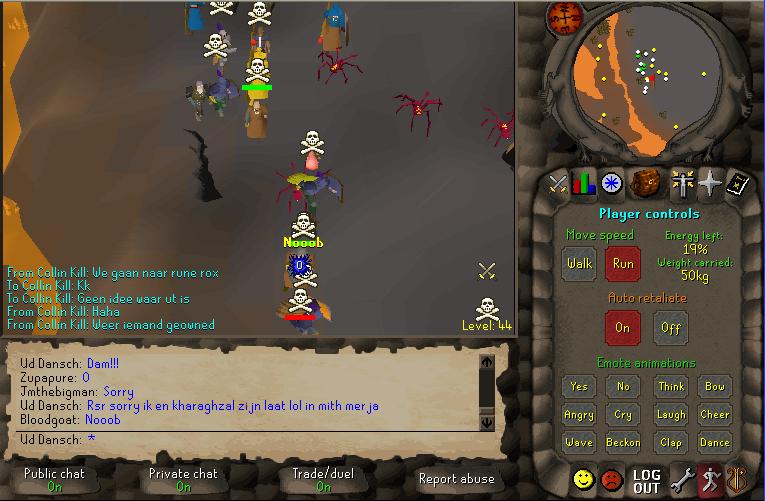 Nooob
0
From Collin Kill: We gaan naar rune rox
To Collin Kill: Kk
To Collin Kill: Geen idee waar ut is
From Collin Kill: Haha
From Collin Kill: Weer iemand geowned
Level: 44
Ud Dansch: Dam!!!
Zupapure: 0
Jmthebigman: Sorry
Ud Dansch: Rsr sorry ik en kharaghzal zijn laat lol in mith merja
Bloodgoat: Nooob
Ud Dansch: *
Public chat
On
Private chat
On
Trade/duel
On
Report abuse
Player controls
Move speed
Energy left:
19%
Walk
Run
Weight carried:
50kg
Auto retaliate
On
Off
Emote animations
Yes
No
Think
Bow
Angry
Cry
Laugh
Cheer
Wave
Beckon
Clap
Dance
LOG
OUT